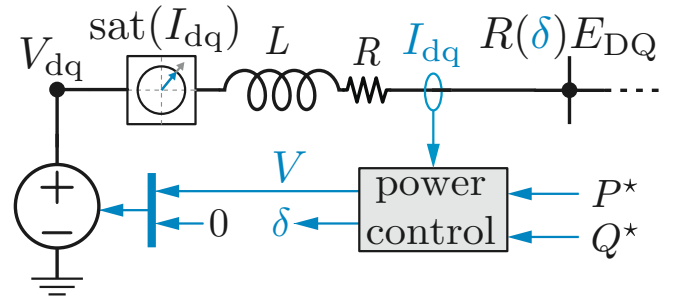 sat(I_dq)
V_dq
L
R
I_dq
R(δ)E_DQ
V
power
control
P⋆
δ
0
Q⋆